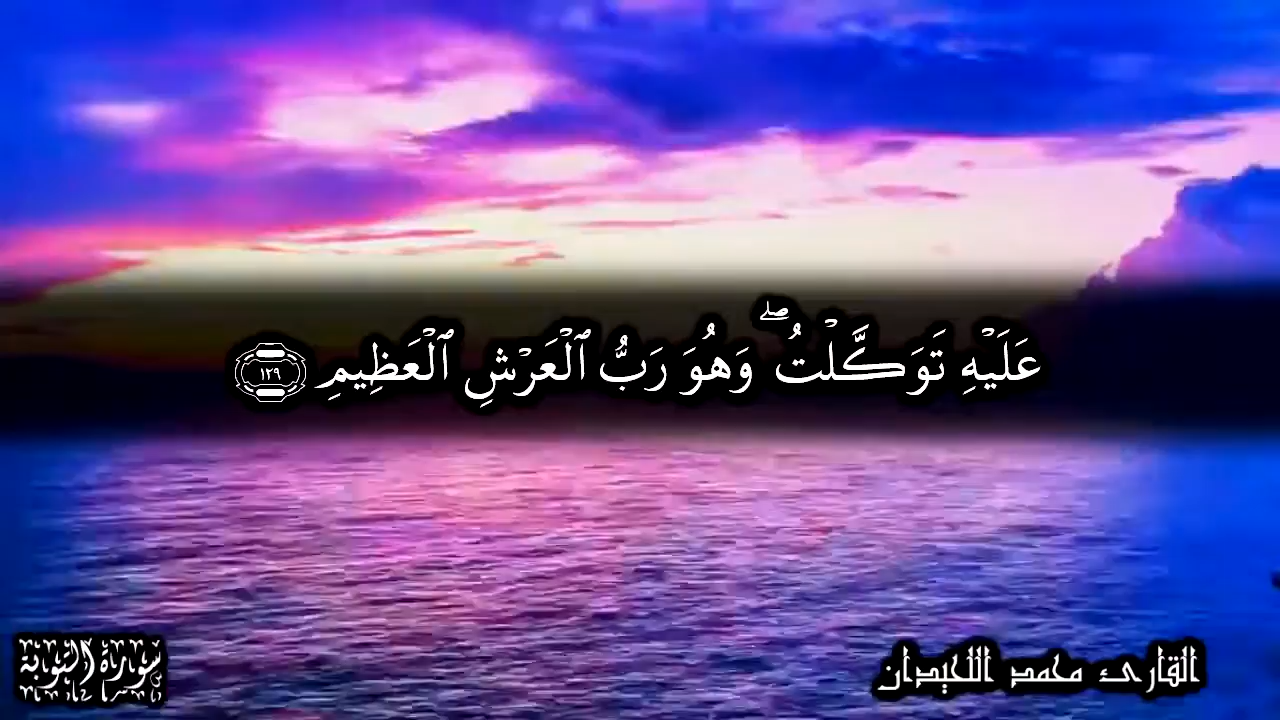 عَلَيْهِ تَوَكَّلْتُ ۖ وَهُوَ رَبُّ ٱلْعَرْشِ ٱلْعَظِيمِ ١٢٩
سورة التوبة
القارئ محمد اللحيدان